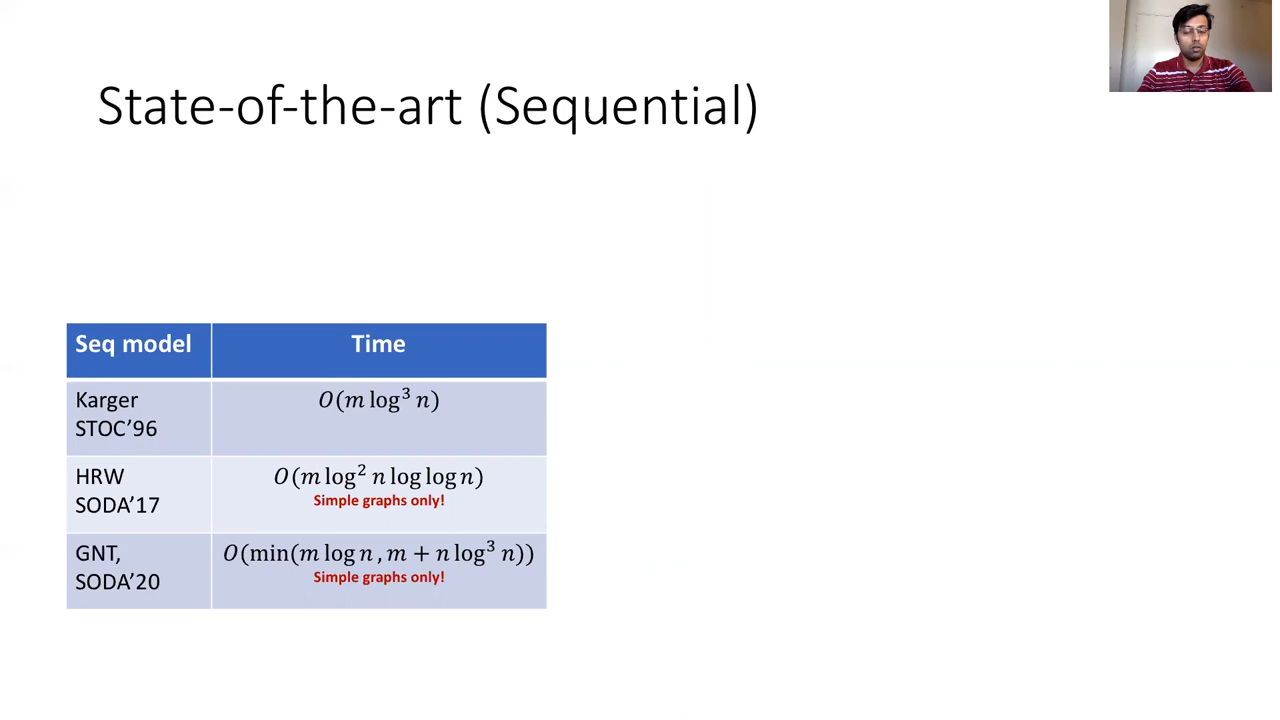 State-of-the-art (Sequential)
Seq model Time
Karger
STOC’96
O(m log³ n)
HRW
SODA’17
O(m log² n log log n)
Simple graphs only!
GNT,
SODA’20
O(min(m log n , m + n log³ n))
Simple graphs only!